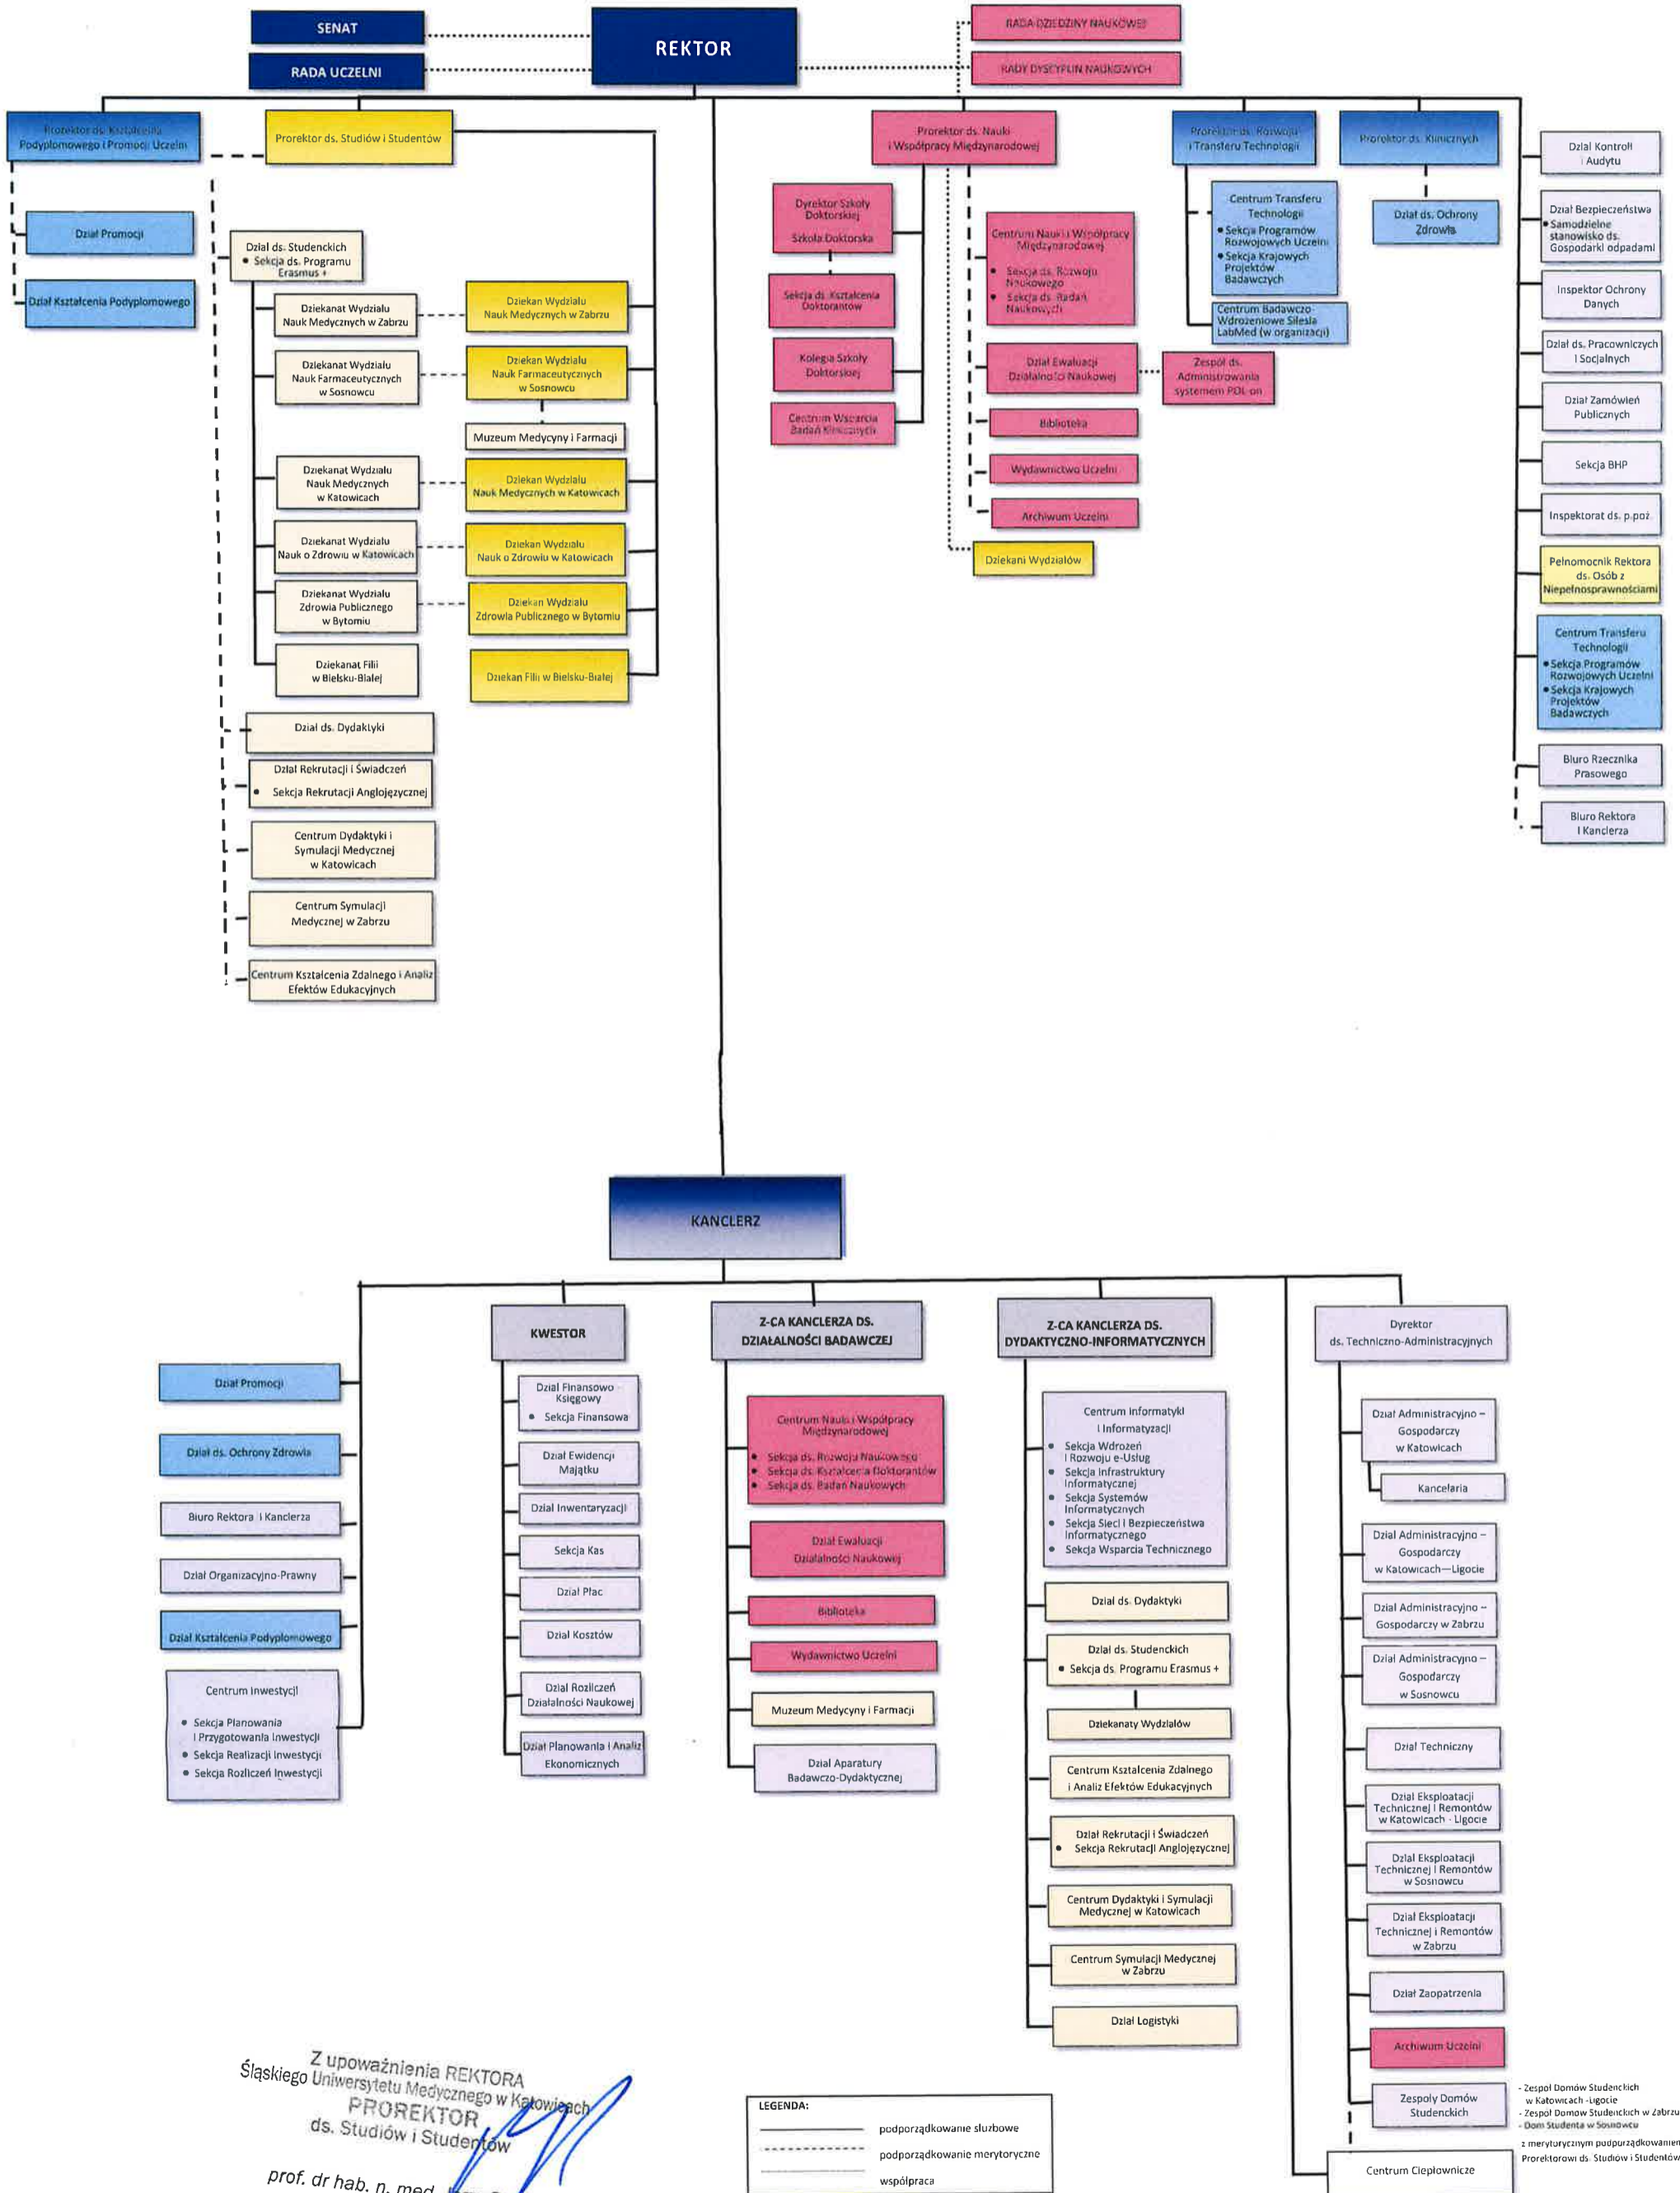 SENAT
RADA UCZELNI
REKTOR
RADA DZIEDZINY NAUKOWEJ
RADY DYSCYPLIN NAUKOWYCH
Prorektor ds. Kształcenia
Podyplomowego i Promocji Uczelni
Prorektor ds. Studiów i Studentów
Prorektor ds. Nauki
i Współpracy Międzynarodowej
Prorektor ds. Rozwoju
i Transferu Technologii
Prorektor ds. Klinicznych
Dział Promocji
Dział Kształcenia Podyplomowego
Dział ds. Studenckich
• Sekcja ds. Programu
Erasmus +
Dziekanat Wydziału
Nauk Medycznych w Zabrzu
Dziekanat Wydziału
Nauk Farmaceutycznych
w Sosnowcu
Dziekanat Wydziału
Nauk Medycznych
w Katowicach
Dziekanat Wydziału
Nauk o Zdrowiu w Katowicach
Dziekanat Wydziału
Zdrowia Publicznego
w Bytomiu
Dziekanat Filii
w Bielsku-Białej
Dziekan Wydziału
Nauk Medycznych w Zabrzu
Dziekan Wydziału
Nauk Farmaceutycznych
w Sosnowcu
Muzeum Medycyny i Farmacji
Dziekan Wydziału
Nauk Medycznych w Katowicach
Dziekan Wydziału
Nauk o Zdrowiu w Katowicach
Dziekan Wydziału
Zdrowia Publicznego w Bytomiu
Dziekan Filii w Bielsku-Białej
Dział ds. Dydaktyki
Dział Rekrutacji i Świadczeń
• Sekcja Rekrutacji Anglojęzycznej
Centrum Dydaktyki i
Symulacji Medycznej
w Katowicach
Centrum Symulacji
Medycznej w Zabrzu
Centrum Kształcenia Zdalnego i Analiz
Efektów Edukacyjnych
Dyrektor Szkoły
Doktorskiej
Szkoła Doktorska
Sekcja ds. Kształcenia
Doktorantów
Kolegia Szkoły
Doktorskiej
Centrum Wsparcia
Badań Klinicznych
Centrum Nauki i Współpracy
Międzynarodowej
• Sekcja ds. Rozwoju
Naukowego
• Sekcja ds. Badań
Naukowych
Dział Ewaluacji
Działalności Naukowej
Zespół ds.
Administrowania
systemem POL-on
Biblioteka
Wydawnictwo Uczelni
Archiwum Uczelni
Dziekani Wydziałów
Centrum Transferu
Technologii
• Sekcja Programów
Rozwojowych Uczelni
• Sekcja Krajowych
Projektów
Badawczych
Centrum Badawczo-
Wdrożeniowe Silesia
LabMed (w organizacji)
Dział ds. Ochrony
Zdrowia
Dział Kontroli
i Audytu
Dział Bezpieczeństwa
• Samodzielne
stanowisko ds.
Gospodarki odpadami
Inspektor Ochrony
Danych
Dział ds. Pracowniczych
i Socjalnych
Dział Zamówień
Publicznych
Sekcja BHP
Inspektorat ds. p.poż.
Pełnomocnik Rektora
ds. Osób z
Niepełnosprawnościami
Centrum Transferu
Technologii
• Sekcja Programów
Rozwojowych Uczelni
• Sekcja Krajowych
Projektów
Badawczych
Biuro Rzecznika
Prasowego
Biuro Rektora
i Kanclerza
KANCLERZ
Dział Promocji
Dział ds. Ochrony Zdrowia
Biuro Rektora i Kanclerza
Dział Organizacyjno-Prawny
Dział Kształcenia Podyplomowego
Centrum Inwestycji
• Sekcja Planowania
i Przygotowania Inwestycji
• Sekcja Realizacji Inwestycji
• Sekcja Rozliczeń Inwestycji
KWESTOR
Dział Finansowo -
Księgowy
• Sekcja Finansowa
Dział Ewidencji
Majątku
Dział Inwentaryzacji
Sekcja Kas
Dział Płac
Dział Kosztów
Dział Rozliczeń
Działalności Naukowej
Dział Planowania i Analiz
Ekonomicznych
Z-CA KANCLERZA DS.
DZIAŁALNOŚCI BADAWCZEJ
Centrum Nauki i Współpracy
Międzynarodowej
• Sekcja ds. Rozwoju Naukowego
• Sekcja ds. Kształcenia Doktorantów
• Sekcja ds. Badań Naukowych
Dział Ewaluacji
Działalności Naukowej
Biblioteka
Wydawnictwo Uczelni
Muzeum Medycyny i Farmacji
Dział Aparatury
Badawczo-Dydaktycznej
Z-CA KANCLERZA DS.
DYDAKTYCZNO-INFORMATYCZNYCH
Centrum Informatyki
i Informatyzacji
• Sekcja Wdrożeń
i Rozwoju e-Usług
• Sekcja Infrastruktury
Informatycznej
• Sekcja Systemów
Informatycznych
• Sekcja Sieci i Bezpieczeństwa
Informatycznego
• Sekcja Wsparcia Technicznego
Dział ds. Dydaktyki
Dział ds. Studenckich
• Sekcja ds. Programu Erasmus +
Dziekanaty Wydziałów
Centrum Kształcenia Zdalnego
i Analiz Efektów Edukacyjnych
Dział Rekrutacji i Świadczeń
• Sekcja Rekrutacji Anglojęzycznej
Centrum Dydaktyki i Symulacji
Medycznej w Katowicach
Centrum Symulacji Medycznej
w Zabrzu
Dział Logistyki
Dyrektor
ds. Techniczno-Administracyjnych
Dział Administracyjno –
Gospodarczy
w Katowicach
Kancelaria
Dział Administracyjno –
Gospodarczy
w Katowicach—Ligocie
Dział Administracyjno –
Gospodarczy w Zabrzu
Dział Administracyjno –
Gospodarczy
w Sosnowcu
Dział Techniczny
Dział Eksploatacji
Technicznej i Remontów
w Katowicach - Ligocie
Dział Eksploatacji
Technicznej i Remontów
w Sosnowcu
Dział Eksploatacji
Technicznej i Remontów
w Zabrzu
Dział Zaopatrzenia
Archiwum Uczelni
Zespoły Domów
Studenckich
- Zespół Domów Studenckich
w Katowicach -Ligocie
- Zespół Domów Studenckich w Zabrzu
- Dom Studenta w Sosnowcu
z merytorycznym podporządkowaniem
Prorektorowi ds. Studiów i Studentów
Centrum Ciepłownicze
Z upoważnienia REKTORA
Śląskiego Uniwersytetu Medycznego w Katowicach
PROREKTOR
ds. Studiów i Studentów
prof. dr hab. n. med.
LEGENDA:
podporządkowanie służbowe
podporządkowanie merytoryczne
współpraca